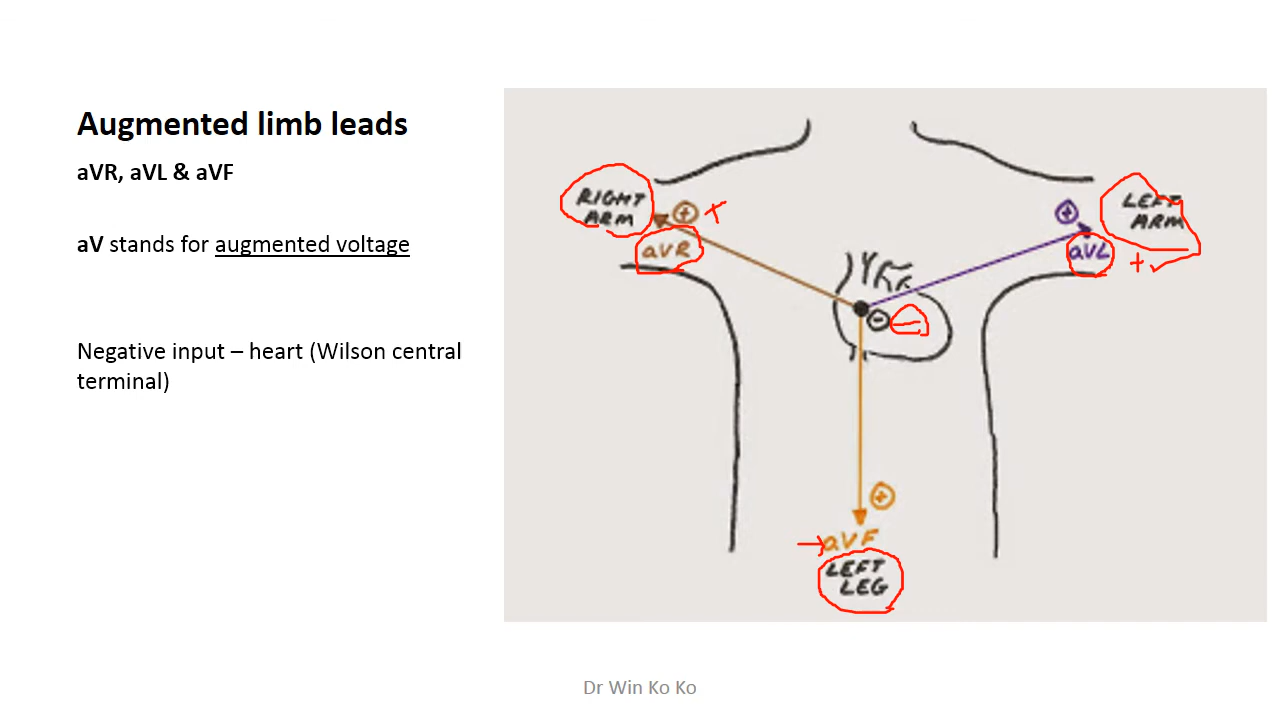 Augmented limb leads
aVR, aVL & aVF
aV stands for augmented voltage
Negative input – heart (Wilson central
terminal)
RIGHT
ARM
+
+
aVR
+
LEFT
ARM
aVL
+
-
-
+
aVF
LEFT
LEG
Dr Win Ko Ko